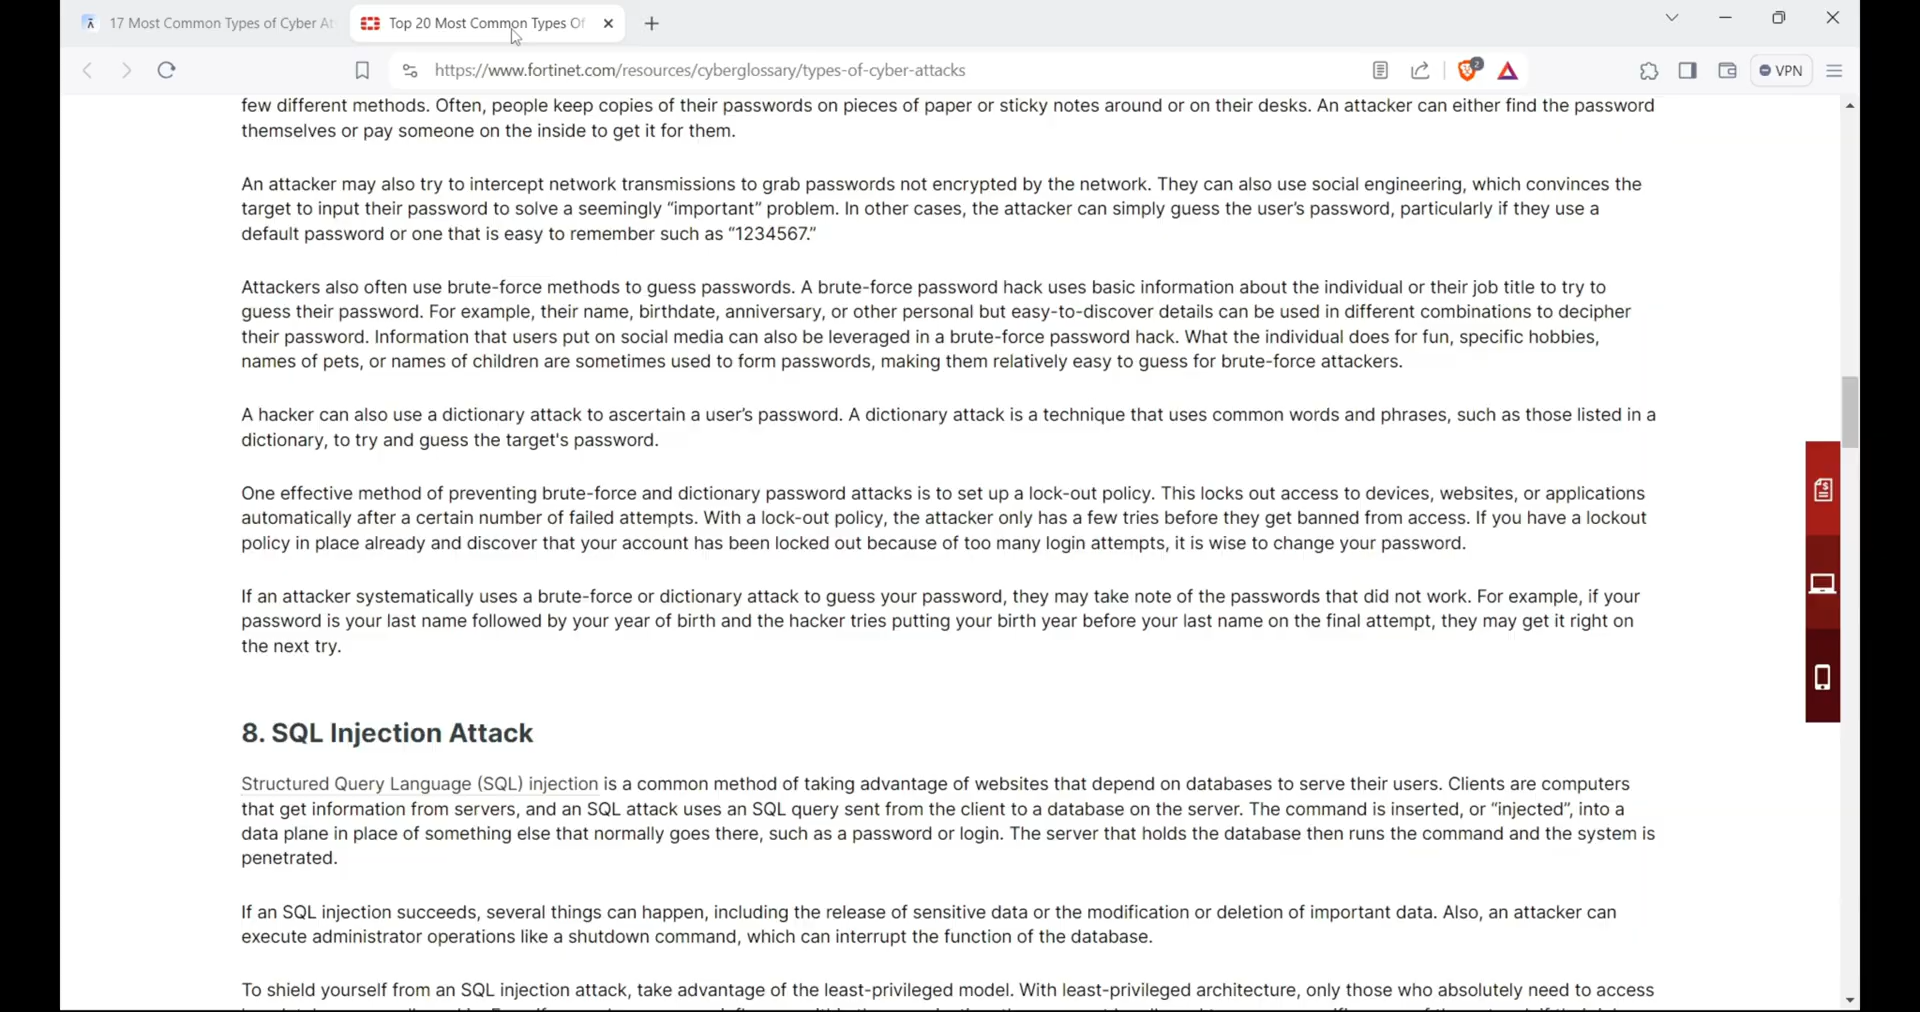 17 Most Common Types of Cyber At
Top 20 Most Common Types Of
https://www.fortinet.com/resources/cyberglossary/types-of-cyber-attacks
2
VPN
few different methods. Often, people keep copies of their passwords on pieces of paper or sticky notes around or on their desks. An attacker can either find the password
themselves or pay someone on the inside to get it for them.
An attacker may also try to intercept network transmissions to grab passwords not encrypted by the network. They can also use social engineering, which convinces the
target to input their password to solve a seemingly “important” problem. In other cases, the attacker can simply guess the user’s password, particularly if they use a
default password or one that is easy to remember such as “1234567.”
Attackers also often use brute-force methods to guess passwords. A brute-force password hack uses basic information about the individual or their job title to try to
guess their password. For example, their name, birthdate, anniversary, or other personal but easy-to-discover details can be used in different combinations to decipher
their password. Information that users put on social media can also be leveraged in a brute-force password hack. What the individual does for fun, specific hobbies,
names of pets, or names of children are sometimes used to form passwords, making them relatively easy to guess for brute-force attackers.
A hacker can also use a dictionary attack to ascertain a user’s password. A dictionary attack is a technique that uses common words and phrases, such as those listed in a
dictionary, to try and guess the target's password.
One effective method of preventing brute-force and dictionary password attacks is to set up a lock-out policy. This locks out access to devices, websites, or applications
automatically after a certain number of failed attempts. With a lock-out policy, the attacker only has a few tries before they get banned from access. If you have a lockout
policy in place already and discover that your account has been locked out because of too many login attempts, it is wise to change your password.
If an attacker systematically uses a brute-force or dictionary attack to guess your password, they may take note of the passwords that did not work. For example, if your
password is your last name followed by your year of birth and the hacker tries putting your birth year before your last name on the final attempt, they may get it right on
the next try.
8. SQL Injection Attack
Structured Query Language (SQL) injection is a common method of taking advantage of websites that depend on databases to serve their users. Clients are computers
that get information from servers, and an SQL attack uses an SQL query sent from the client to a database on the server. The command is inserted, or “injected”, into a
data plane in place of something else that normally goes there, such as a password or login. The server that holds the database then runs the command and the system is
penetrated.
If an SQL injection succeeds, several things can happen, including the release of sensitive data or the modification or deletion of important data. Also, an attacker can
execute administrator operations like a shutdown command, which can interrupt the function of the database.
To shield yourself from an SQL injection attack, take advantage of the least-privileged model. With least-privileged architecture, only those who absolutely need to access